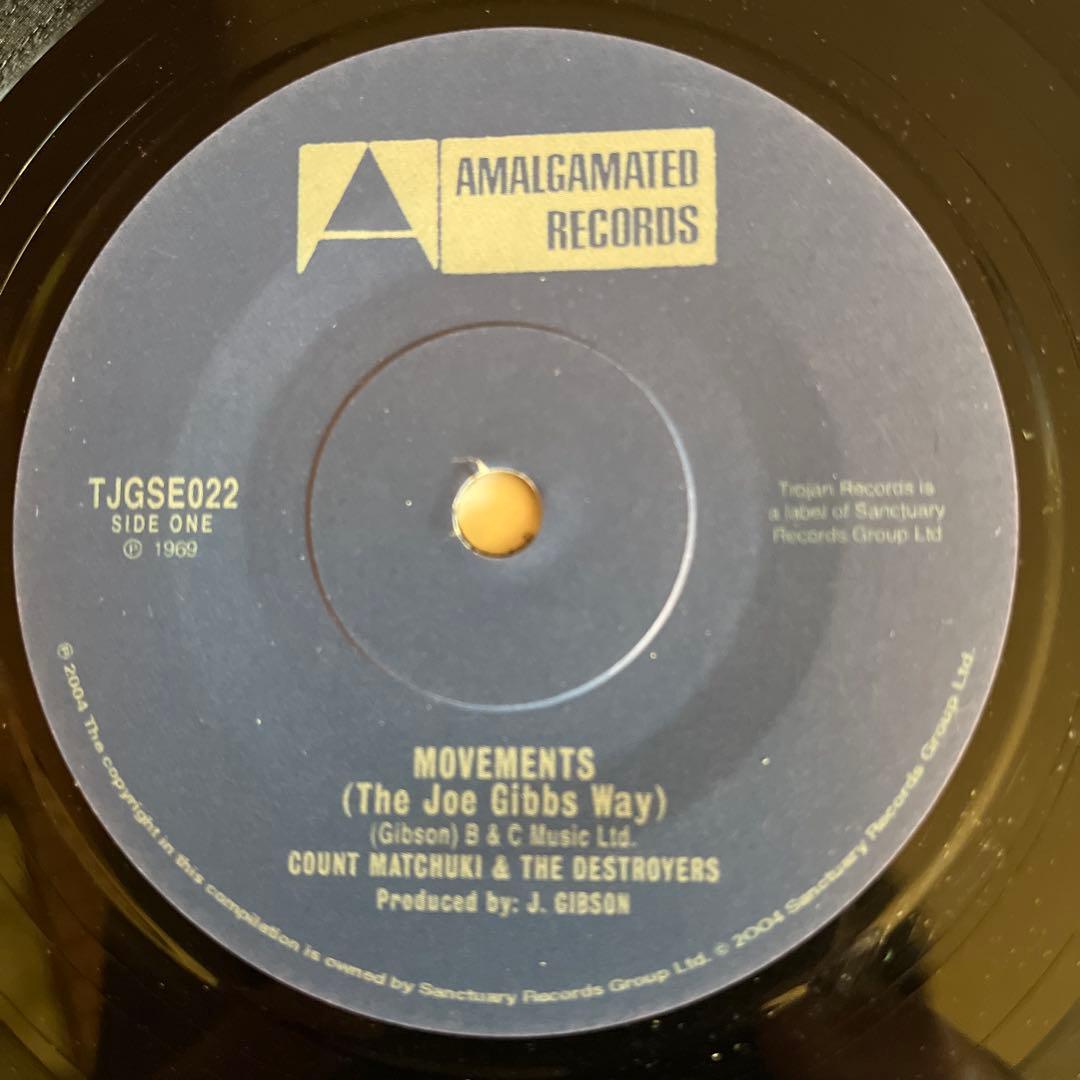 A AMALGAMATED
RECORDS
TJGSE022
SIDE ONE
℗ 1969
Trojan Records is
a label of Sanctuary
Records Group Ltd
MOVEMENTS
(The Joe Gibbs Way)
(Gibson) B & C Music Ltd.
COUNT MATCHUKI & THE DESTROYERS
Produced by: J. GIBSON
℗ 2004 The copyright in this compilation is owned by Sanctuary Records Group Ltd. © 2004 Sanctuary Records Group Ltd.